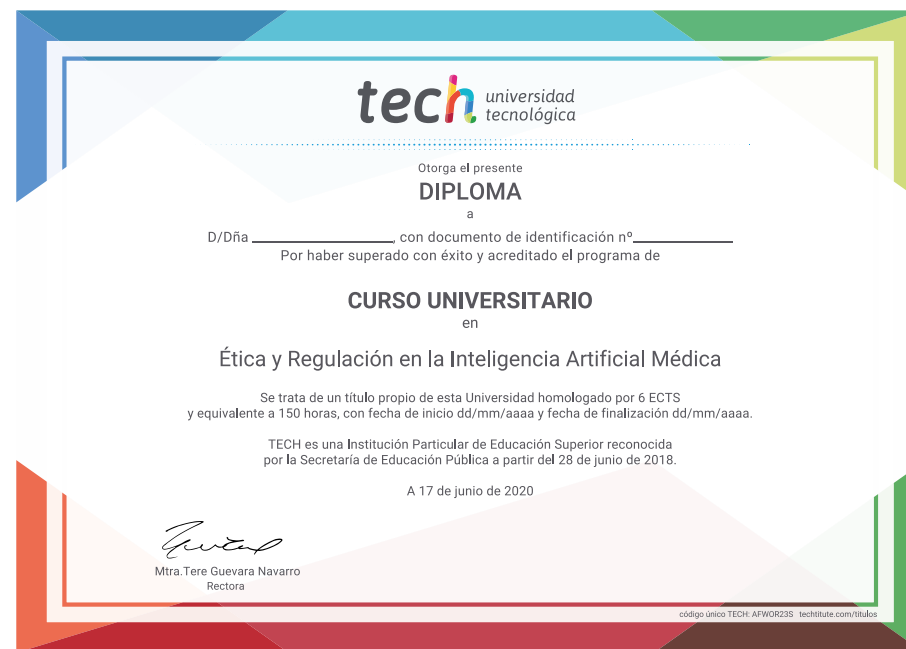 tech universidad
tecnológica
Otorga el presente
DIPLOMA
a
D/Dña ____________________, con documento de identificación nº______________
Por haber superado con éxito y acreditado el programa de
CURSO UNIVERSITARIO
en
Ética y Regulación en la Inteligencia Artificial Médica
Se trata de un título propio de esta Universidad homologado por 6 ECTS
y equivalente a 150 horas, con fecha de inicio dd/mm/aaaa y fecha de finalización dd/mm/aaaa.
TECH es una Institución Particular de Educación Superior reconocida
por la Secretaría de Educación Pública a partir del 28 de junio de 2018.
A 17 de junio de 2020
Mtra.Tere Guevara Navarro
Rectora
código único TECH: AFWOR23S techtitute.com/titulos